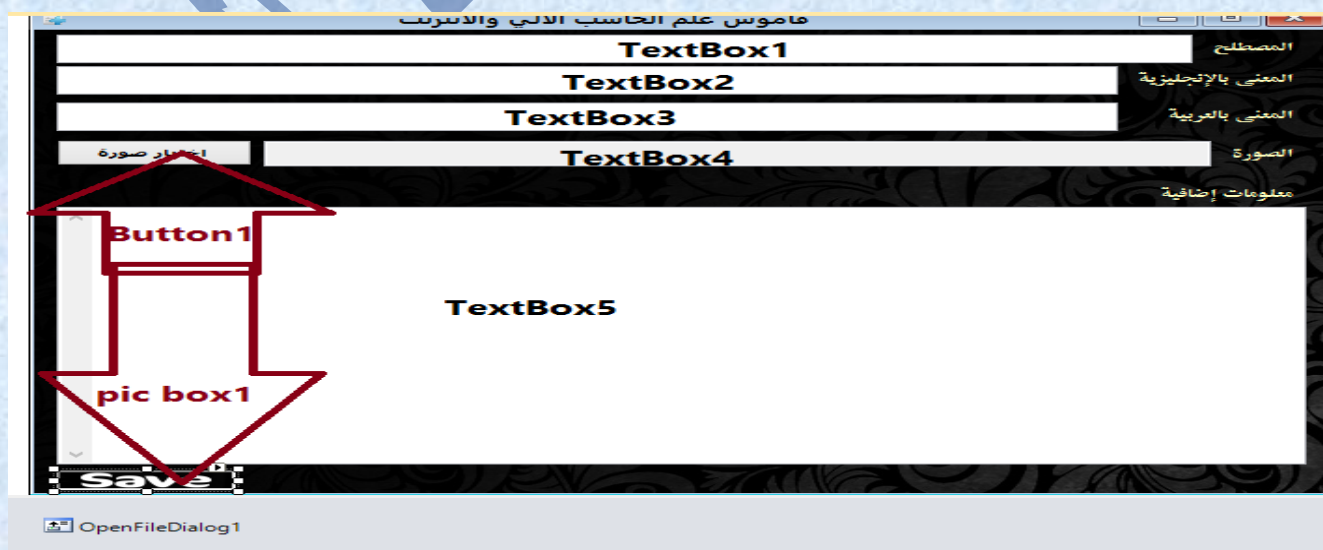 قاموس علم الحاسب الآلي والانترنت
المصطلح
TextBox1
المعنى بالإنجليزية
TextBox2
المعنى بالعربية
TextBox3
الصورة
TextBox4
صورة
معلومات إضافية
Button1
TextBox5
pic box1
Save
OpenFileDialog1